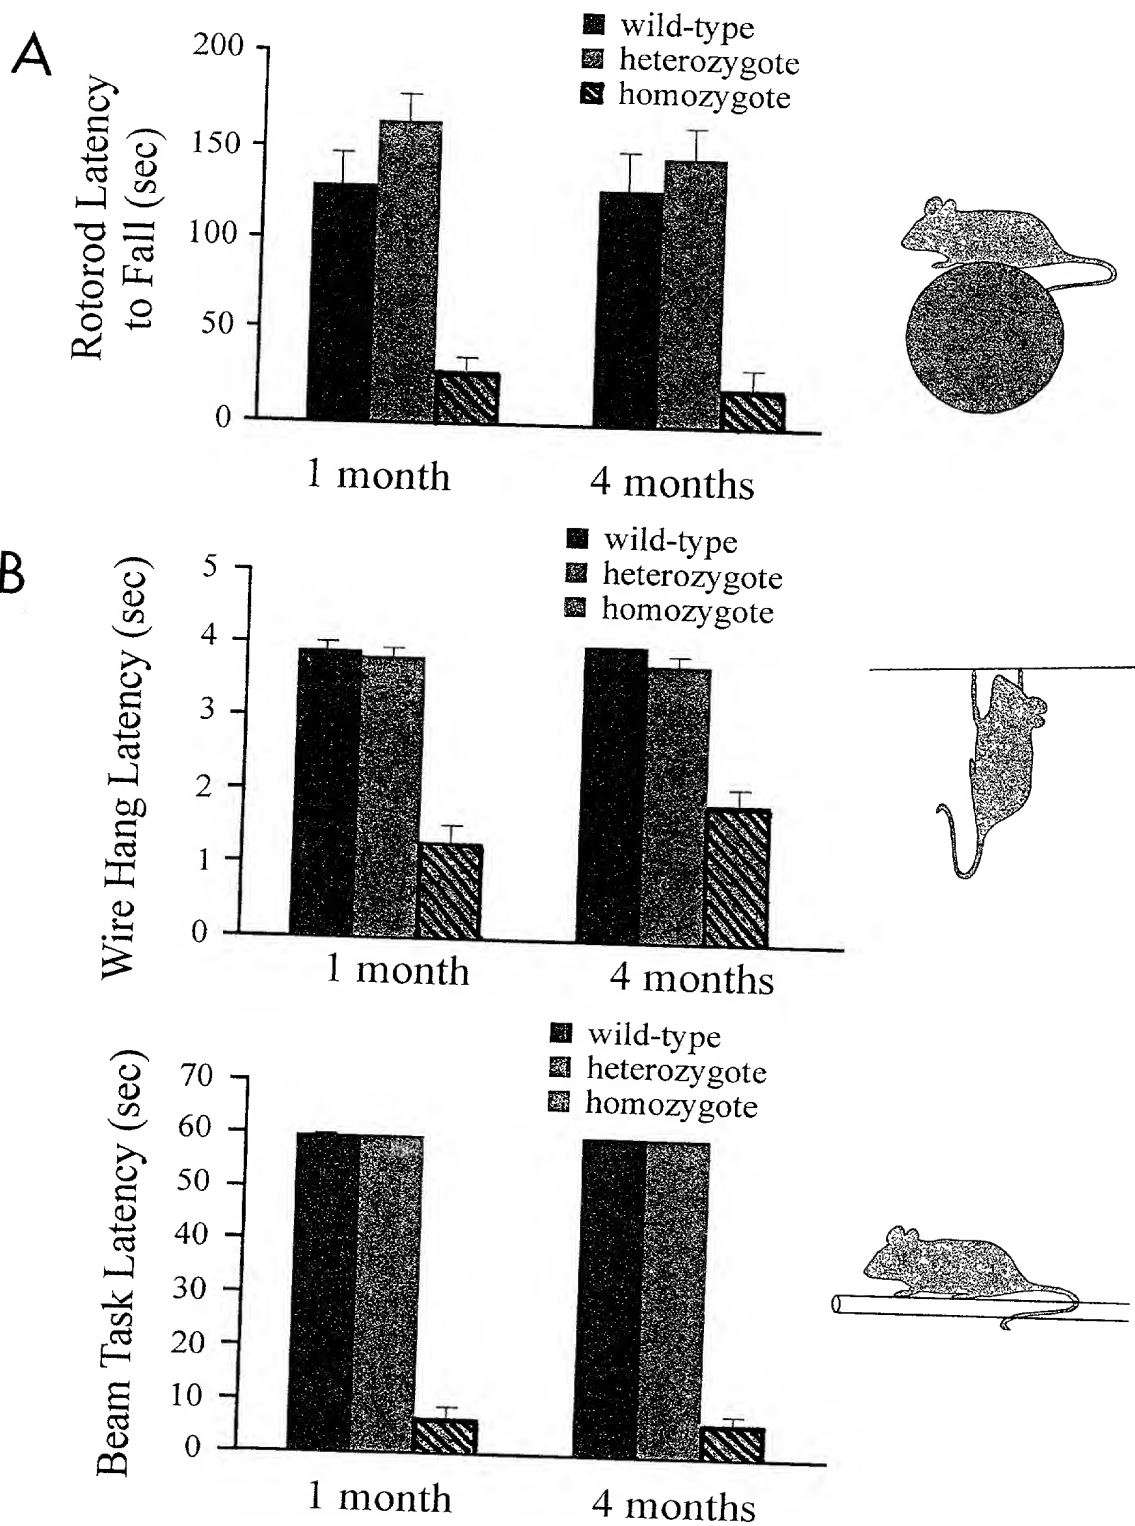 A
Rotorod Latency
to Fall (sec)
200
150
100
50
0
wild-type
heterozygote
homozygote
1 month
4 months
B
Wire Hang Latency (sec)
5
4
3
2
1
0
wild-type
heterozygote
homozygote
1 month
4 months
Beam Task Latency (sec)
70
60
50
40
30
20
10
0
wild-type
heterozygote
homozygote
1 month
4 months